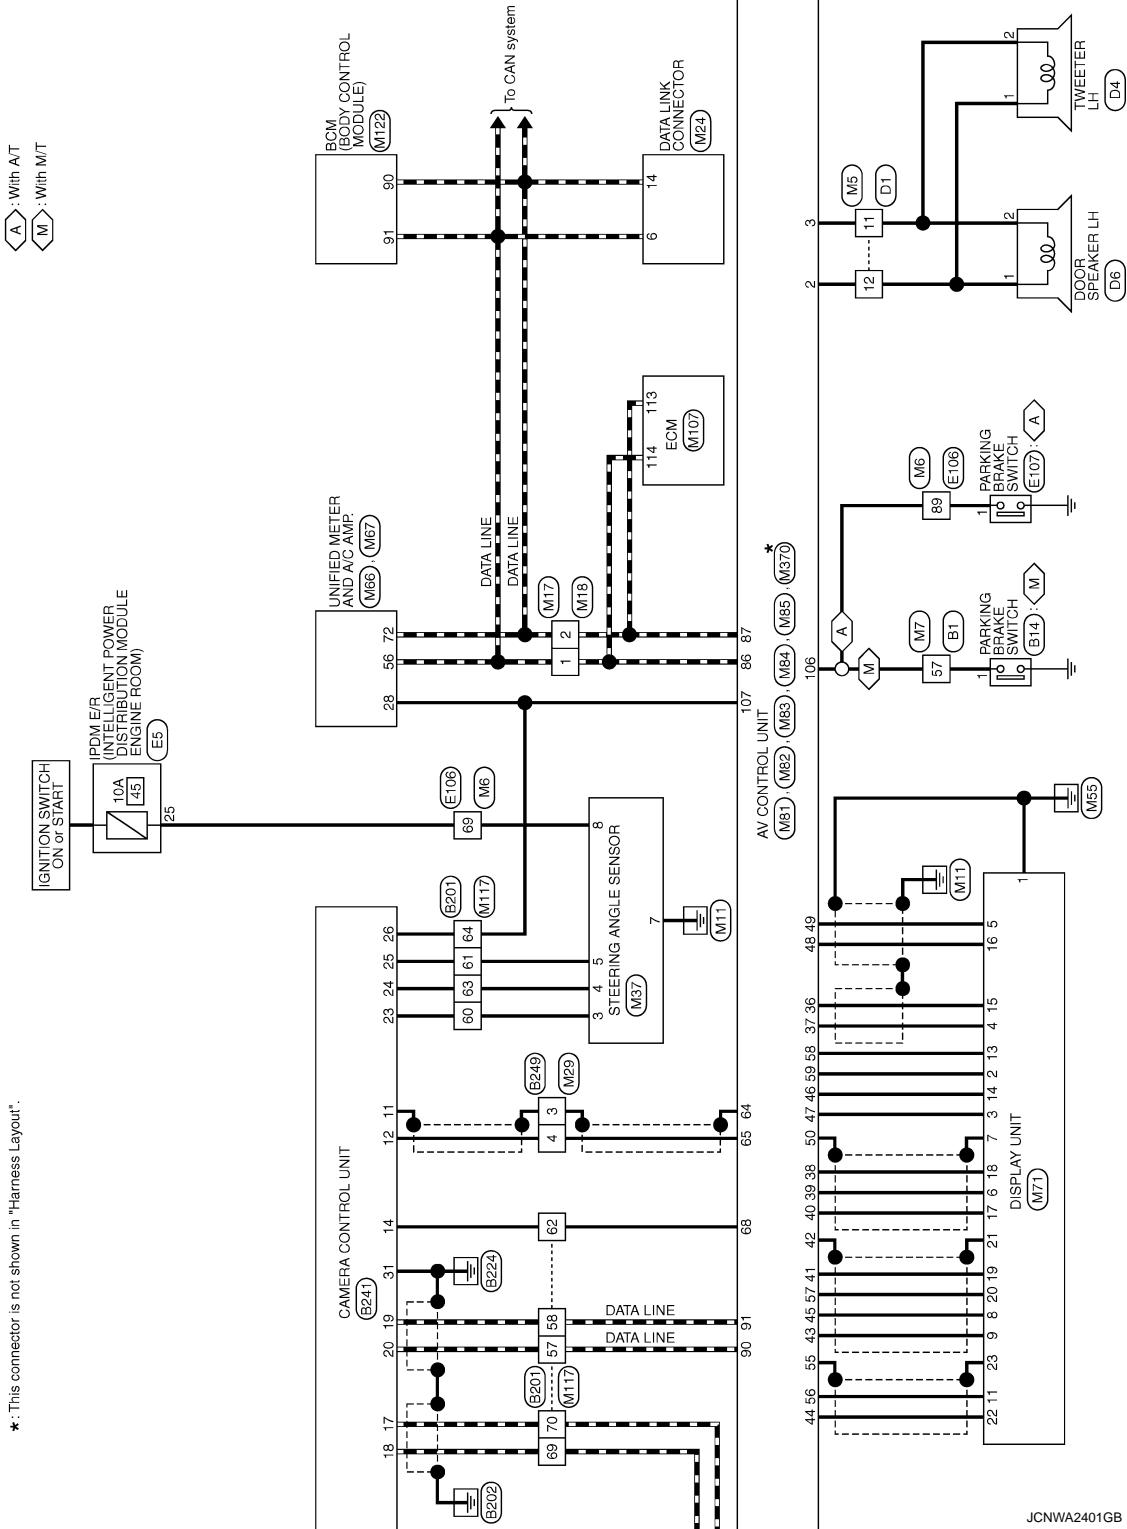 *: This connector is not shown in "Harness Layout".
A : With A/T
M : With M/T
IGNITION SWITCH
ON or START
IPDM E/R
(INTELLIGENT POWER
DISTRIBUTION MODULE
ENGINE ROOM)
E5
10A
45
25
CAMERA CONTROL UNIT
B241
18 17 20 19 31 14 12 11 23 24 25 26
B202
B224
69 70
B201
M117
57 58 62
DATA LINE
DATA LINE
4 3
B249
M29
60 63 61 64
B201
M117
69
E106
M6
3 4 5 8
STEERING ANGLE SENSOR
M37
7
M11
UNIFIED METER
AND A/C AMP.
M66 , M67
28 56 72
DATA LINE
DATA LINE
1 2
M17
M18
BCM
(BODY CONTROL
MODULE)
M122
91 90
To CAN system
6 14
DATA LINK
CONNECTOR
M24
114 113
ECM
M107
90 91 68 65 64 107 86 87
AV CONTROL UNIT
M81 , M82 , M83 , M84 , M85 , M370
*
44 56 55 43 45 57 41 42 40 39 38 50 47 46 59 58 37 36 48 49 106 2 3
22 11 23 9 8 20 19 21 17 6 18 7 3 14 2 13 4 15 16 5
1
DISPLAY UNIT
M71
M11
M55
A
M
57
M7
B1
1
PARKING
BRAKE
SWITCH
B14 : M
89
M6
E106
1
PARKING
BRAKE
SWITCH
E107 : A
12 11
M5
D1
1 2
DOOR
SPEAKER LH
D6
1 2
TWEETER
LH
D4
JCNWA2401GB